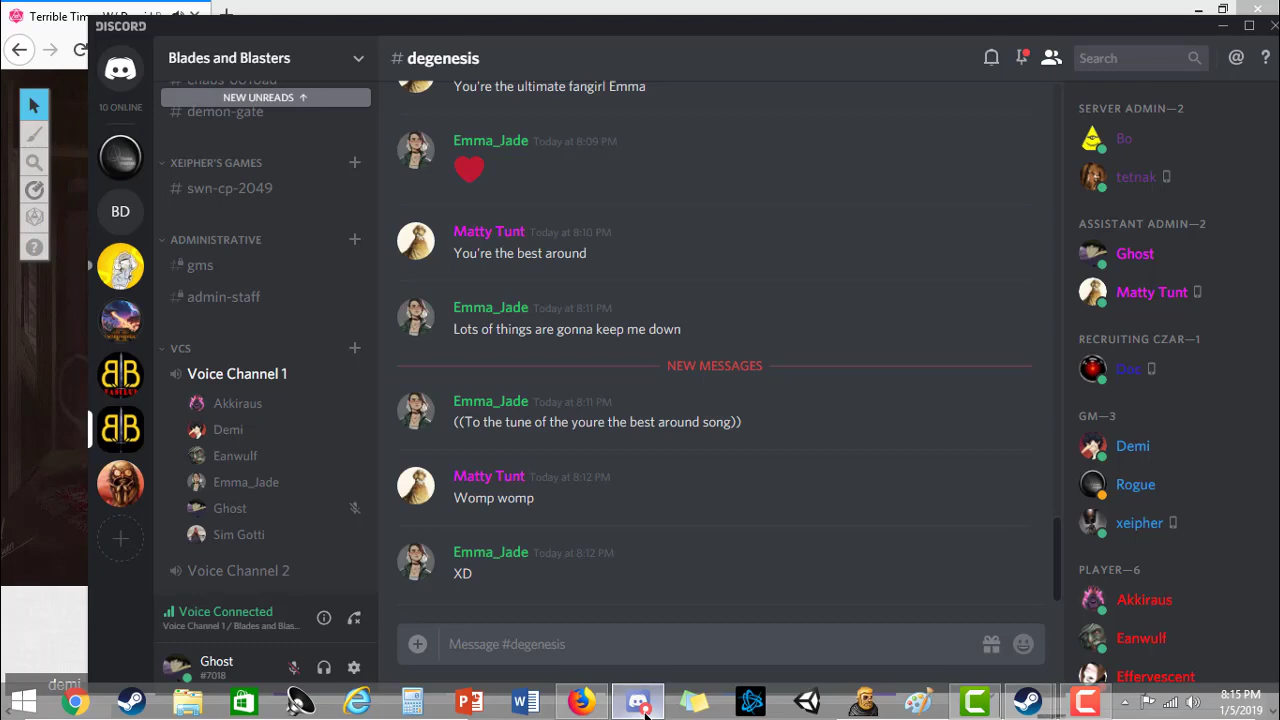 Terrible Time
DISCORD
Blades and Blasters
# degenesis
Search
NEW UNREADS ↑
# demon-gate
XEIPHER'S GAMES
# swn-cp-2049
ADMINISTRATIVE
gms
admin-staff
VCS
Voice Channel 1
Akkiraus
Demi
Eanwulf
Emma_Jade
Ghost
Sim Gotti
Voice Channel 2
Voice Connected
Voice Channel 1 / Blades and Blas...
Ghost
#7018
10 ONLINE
BD
You're the ultimate fangirl Emma
Emma_Jade Today at 8:09 PM
Matty Tunt Today at 8:10 PM
You're the best around
Emma_Jade Today at 8:11 PM
Lots of things are gonna keep me down
NEW MESSAGES
Emma_Jade Today at 8:11 PM
((To the tune of the youre the best around song))
Matty Tunt Today at 8:12 PM
Womp womp
Emma_Jade Today at 8:12 PM
XD
Message #degenesis
SERVER ADMIN—2
Bo
tetnak
ASSISTANT ADMIN—2
Ghost
Matty Tunt
RECRUITING CZAR—1
Doc
GM—3
Demi
Rogue
xeipher
PLAYER—6
Akkiraus
Eanwulf
Effervescent
demi
8:15 PM
1/5/2019